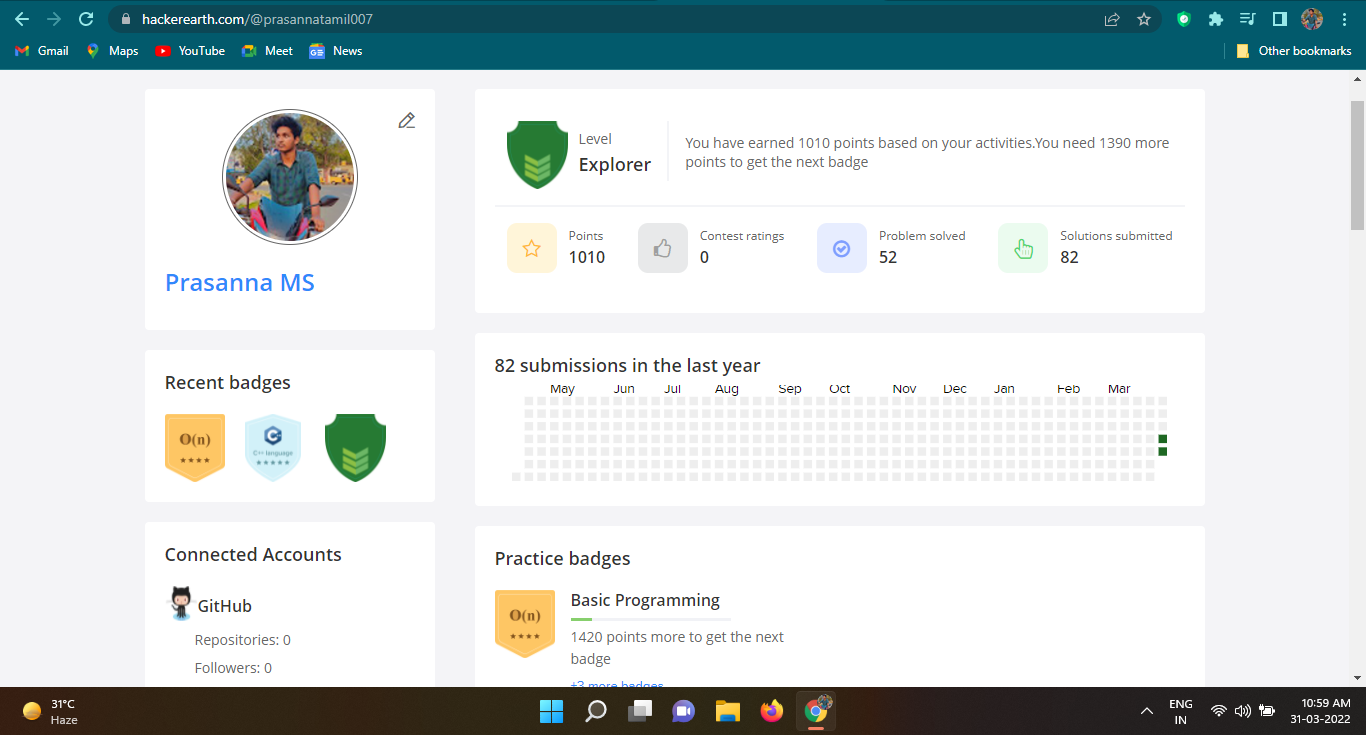 hackerearth.com/@prasannatamil007
Gmail
Maps
YouTube
Meet
News
Other bookmarks
Prasanna MS
Level
Explorer
You have earned 1010 points based on your activities.You need 1390 more
points to get the next badge
Points
1010
Contest ratings
0
Problem solved
52
Solutions submitted
82
Recent badges
O(n)
C++ language
82 submissions in the last year
May Jun Jul Aug Sep Oct Nov Dec Jan Feb Mar
Connected Accounts
GitHub
Repositories: 0
Followers: 0
Practice badges
O(n)
Basic Programming
1420 points more to get the next
badge
+3 more badges
31°C
Haze
ENG
IN
10:59 AM
31-03-2022